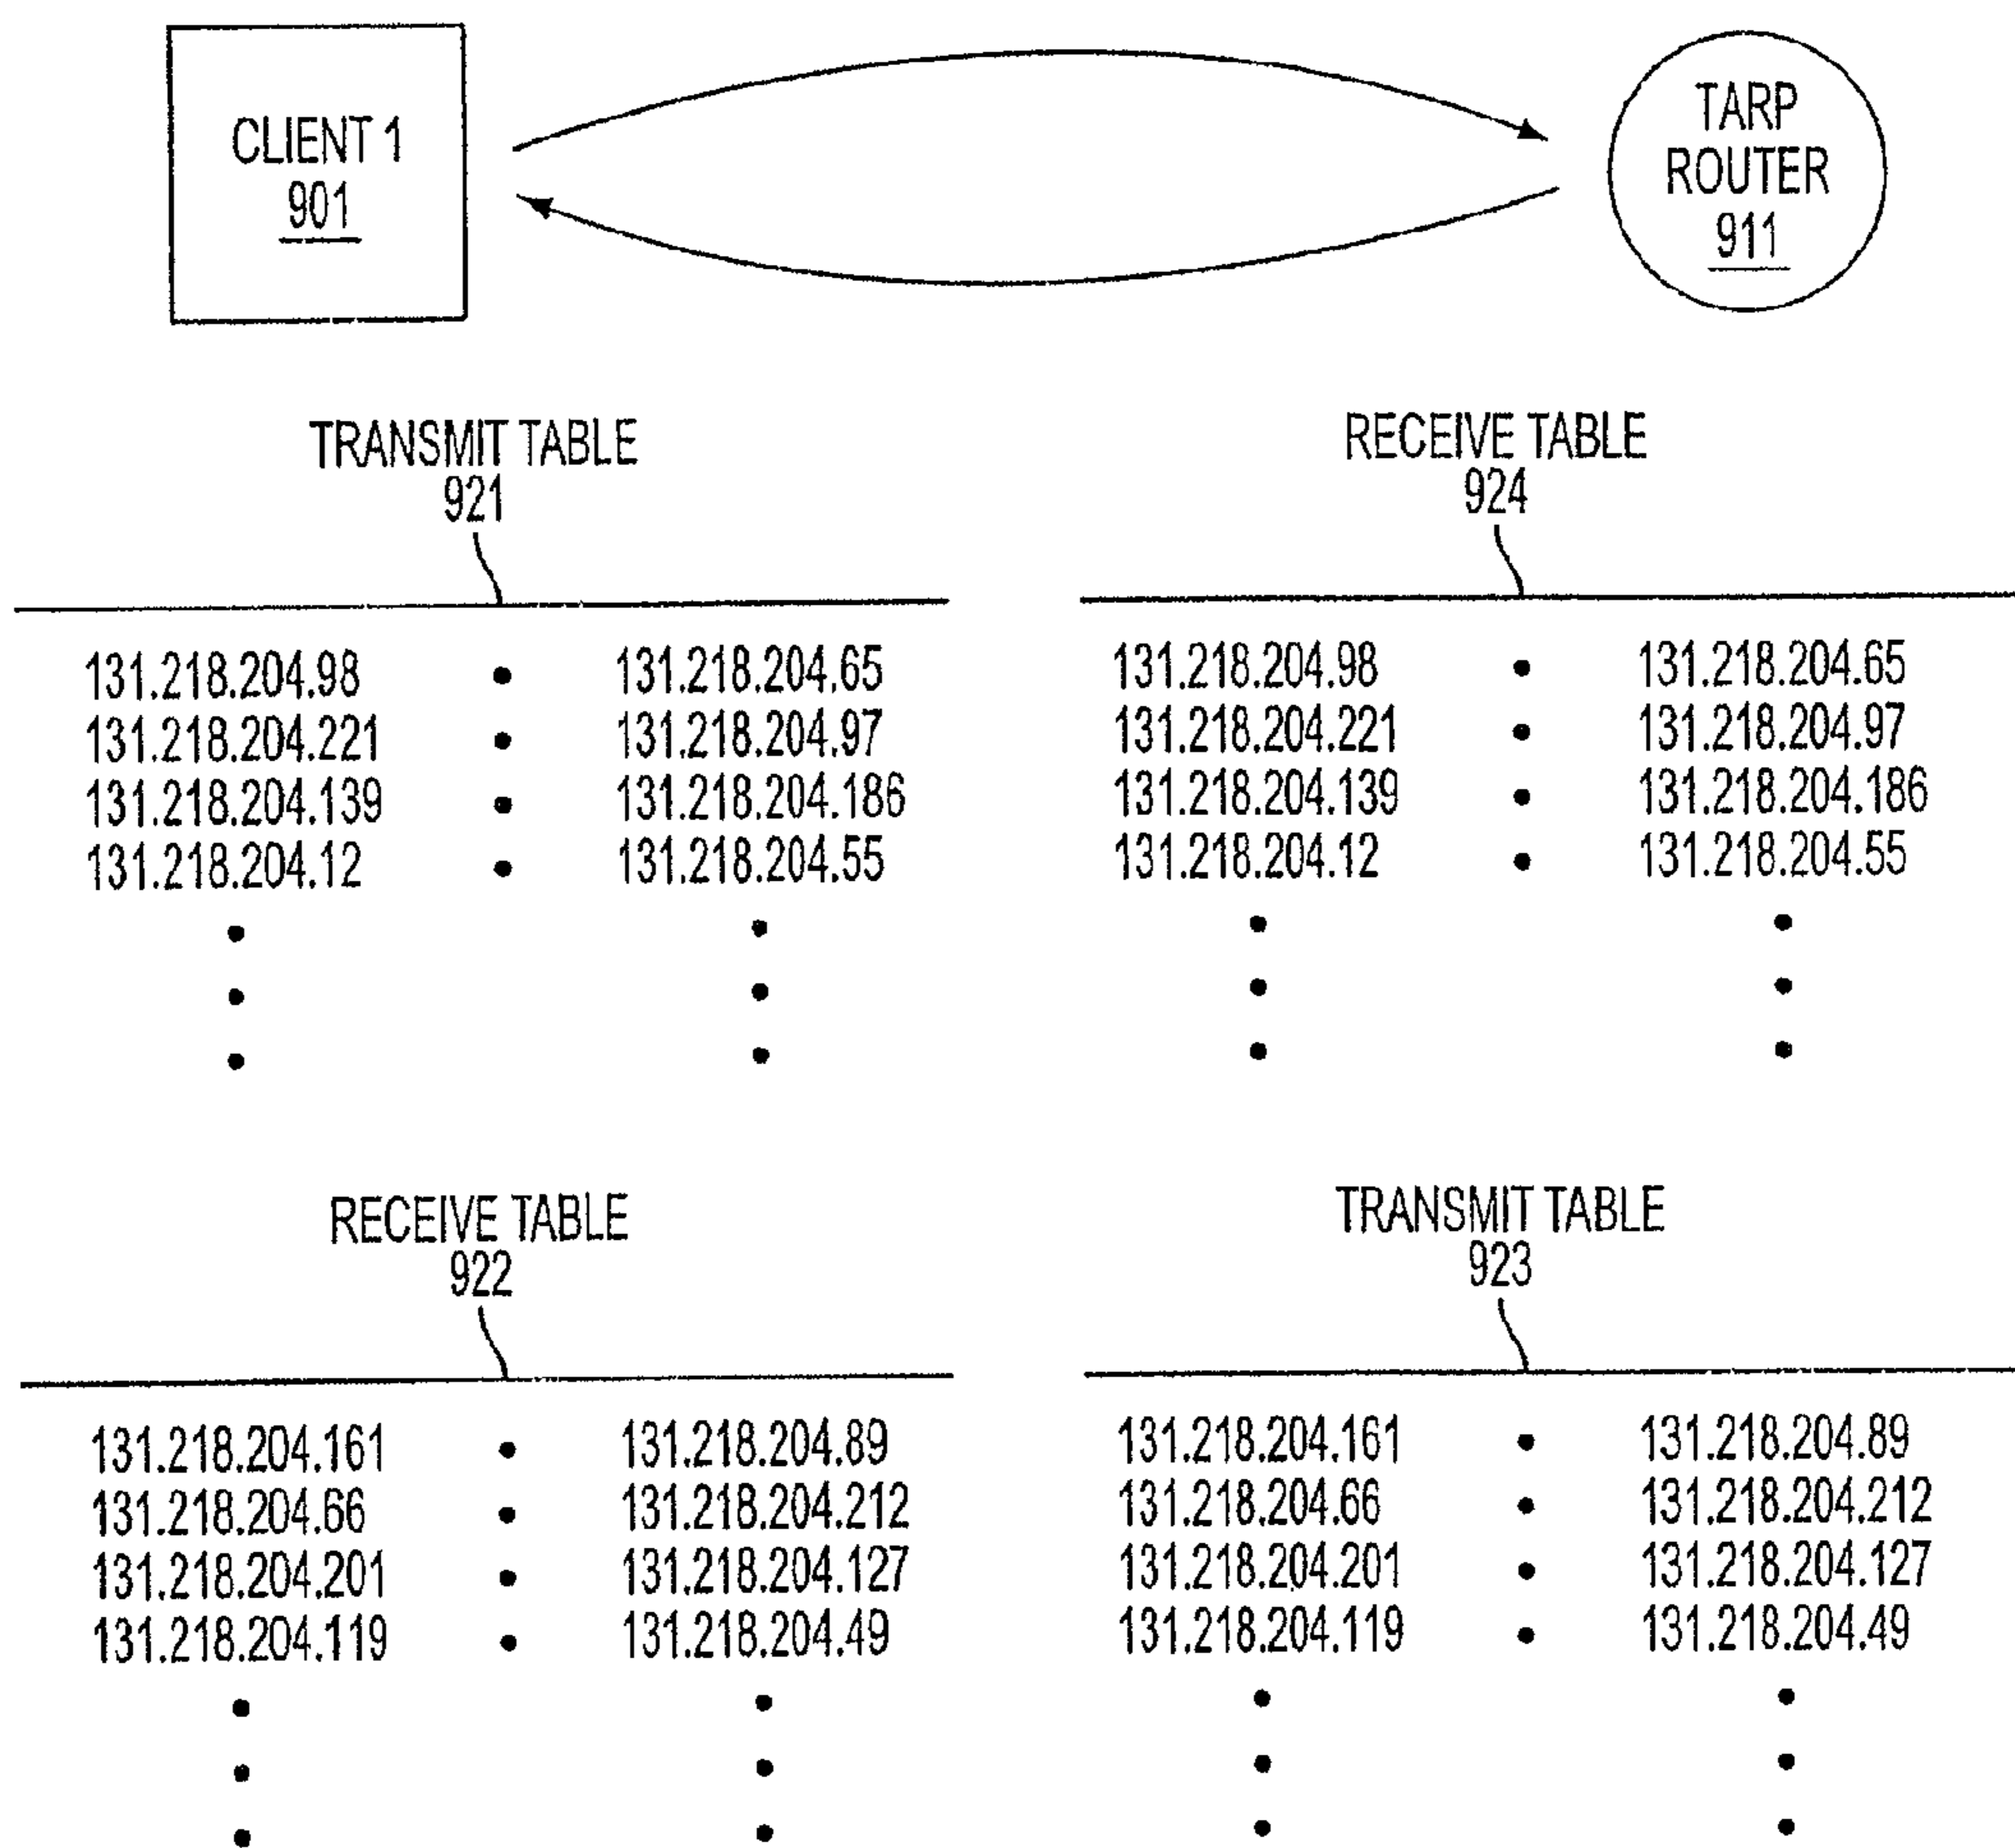 CLIENT 1
901
TARP
ROUTER
911
TRANSMIT TABLE
921
131.218.204.98 • 131.218.204.65
131.218.204.221 • 131.218.204.97
131.218.204.139 • 131.218.204.186
131.218.204.12 • 131.218.204.55
RECEIVE TABLE
924
131.218.204.98 • 131.218.204.65
131.218.204.221 • 131.218.204.97
131.218.204.139 • 131.218.204.186
131.218.204.12 • 131.218.204.55
RECEIVE TABLE
922
131.218.204.161 • 131.218.204.89
131.218.204.66 • 131.218.204.212
131.218.204.201 • 131.218.204.127
131.218.204.119 • 131.218.204.49
TRANSMIT TABLE
923
131.218.204.161 • 131.218.204.89
131.218.204.66 • 131.218.204.212
131.218.204.201 • 131.218.204.127
131.218.204.119 • 131.218.204.49